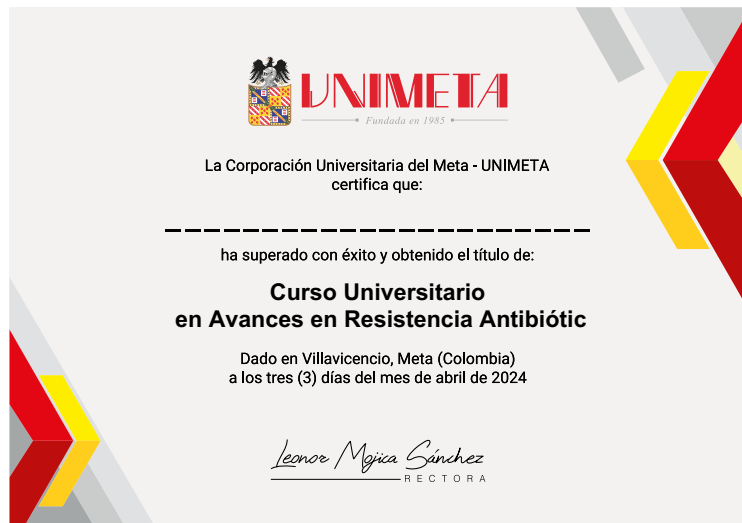 UNIMETA
Fundada en 1985
La Corporación Universitaria del Meta - UNIMETA
certifica que:
ha superado con éxito y obtenido el título de:
Curso Universitario
en Avances en Resistencia Antibiótic
Dado en Villavicencio, Meta (Colombia)
a los tres (3) días del mes de abril de 2024
Leonor Mojica Sánchez
RECTORA